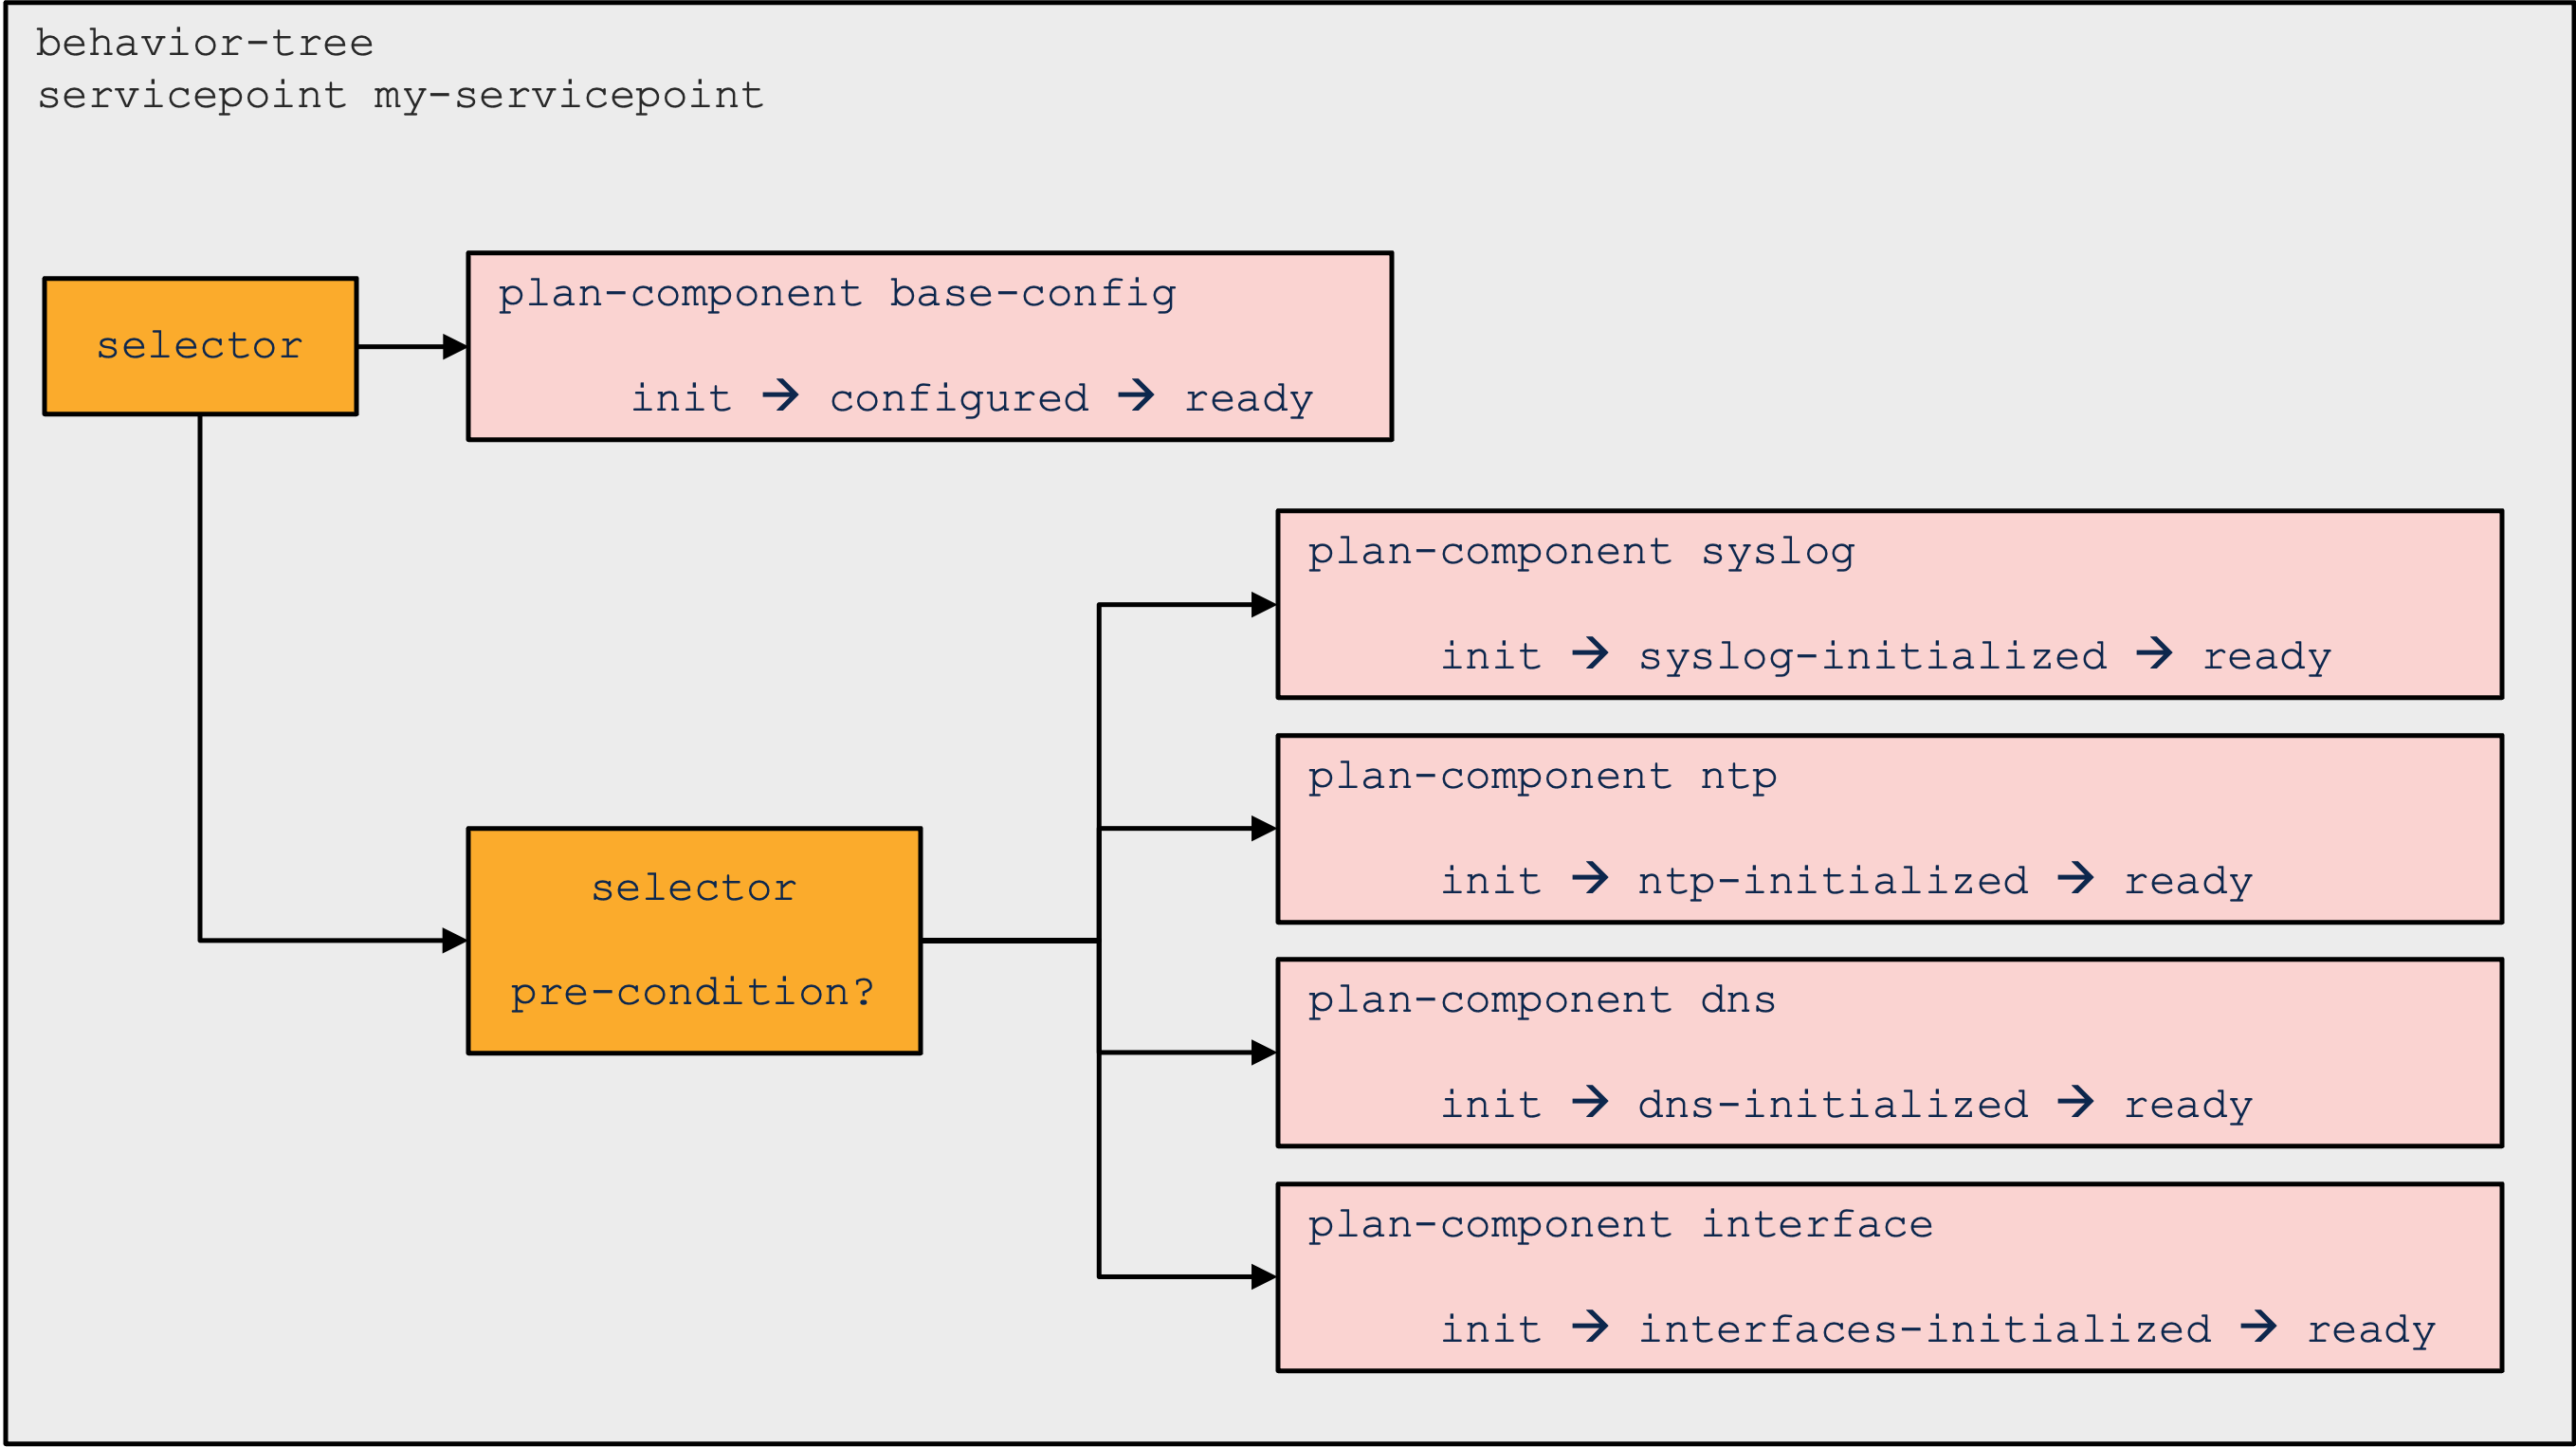 behavior-tree
servicepoint my-servicepoint
selector
plan-component base-config
init → configured → ready
plan-component syslog
init → syslog-initialized → ready
plan-component ntp
init → ntp-initialized → ready
selector
pre-condition?
plan-component dns
init → dns-initialized → ready
plan-component interface
init → interfaces-initialized → ready